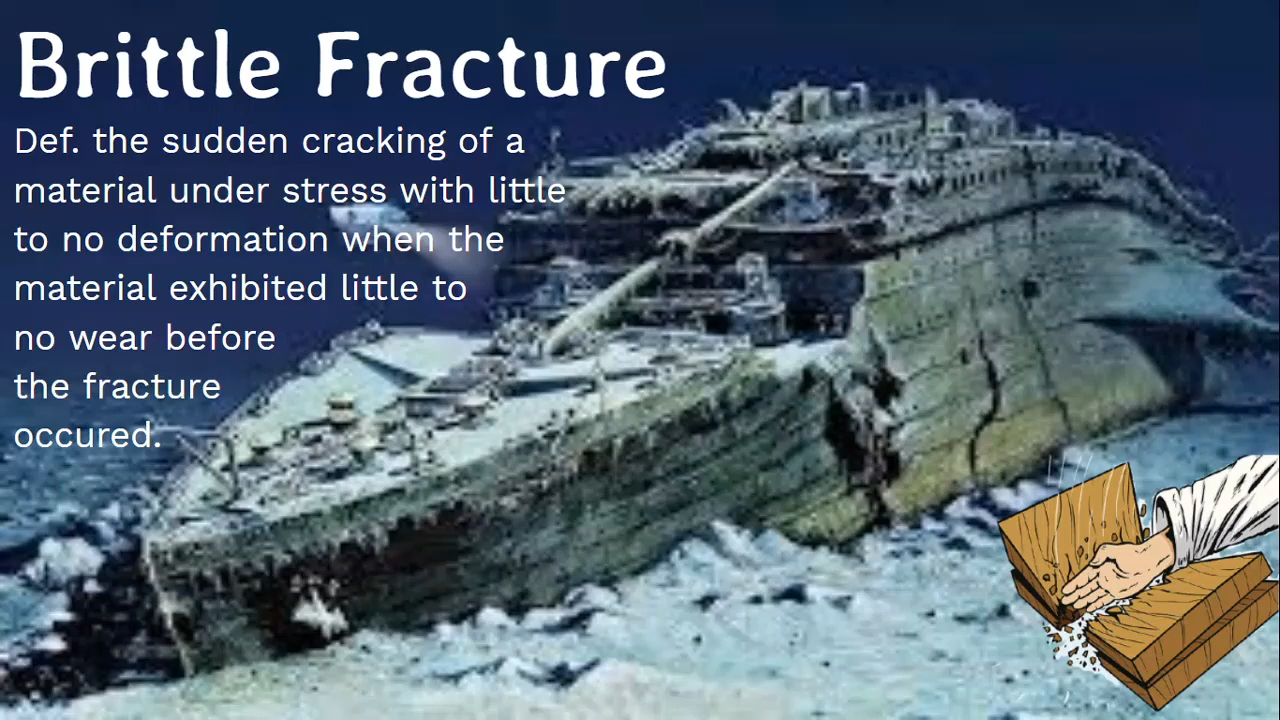 Brittle Fracture
Def. the sudden cracking of a
material under stress with little
to no deformation when the
material exhibited little to
no wear before
the fracture
occured.